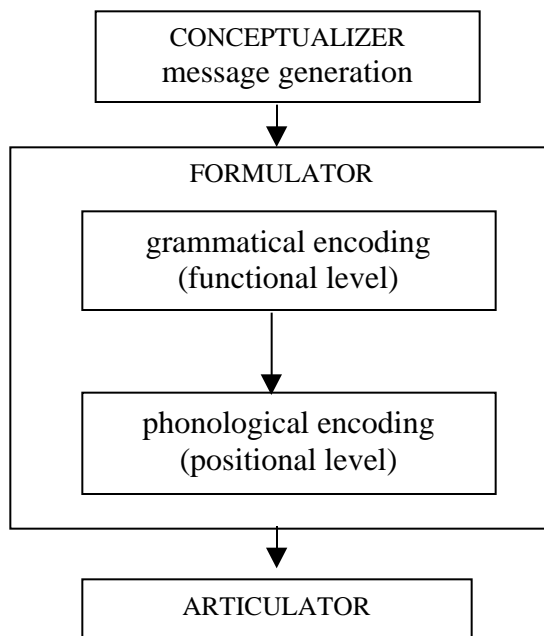 CONCEPTUALIZER
message generation
FORMULATOR
grammatical encoding
(functional level)
phonological encoding
(positional level)
ARTICULATOR